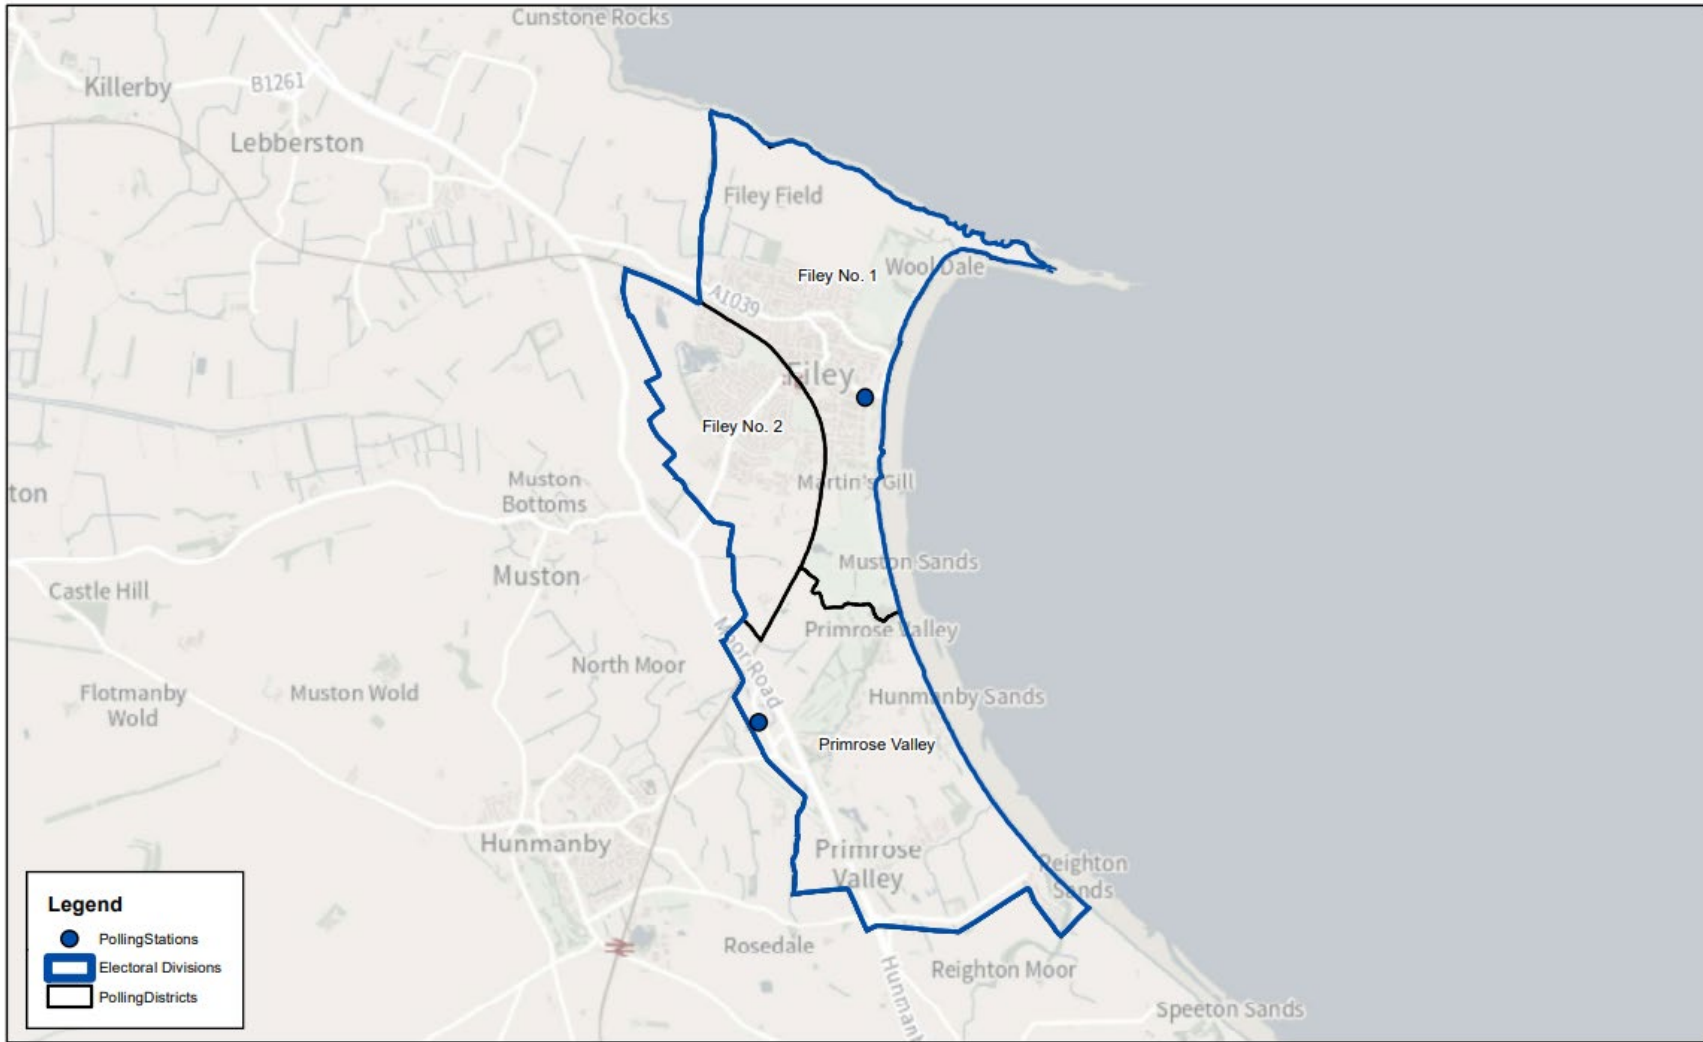 Cunstone Rocks
Killerby
B1261
Lebberston
Filey Field
Wool Dale
Filey No. 1
A1039
Filey
Filey No. 2
Martin's Gill
ton
Muston
Bottoms
Muston Sands
Muston
Castle Hill
Primrose Valley
Moor Road
North Moor
Flotmanby
Wold
Muston Wold
Hunmanby Sands
Primrose Valley
Hunmanby
Primrose
Valley
Reighton
Sands
Legend
PollingStations
Electoral Divisions
PollingDistricts
Rosedale
Reighton Moor
Hunmanb
Speeton Sands